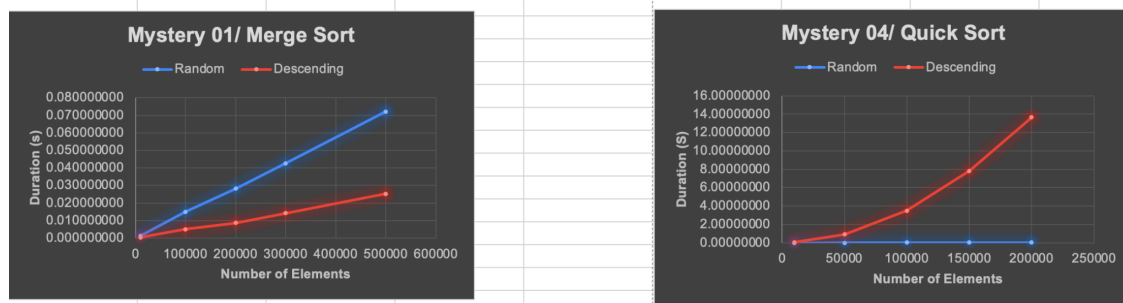 Mystery 01/ Merge Sort
Random Descending
0.080000000
0.070000000
0.060000000
0.050000000
0.040000000
0.030000000
0.020000000
0.010000000
0.000000000
Duration (s)
0 100000 200000 300000 400000 500000 600000
Number of Elements
Mystery 04/ Quick Sort
Random Descending
16.00000000
14.00000000
12.00000000
10.00000000
8.00000000
6.00000000
4.00000000
2.00000000
0.00000000
Duration (S)
0 50000 100000 150000 200000 250000
Number of Elements